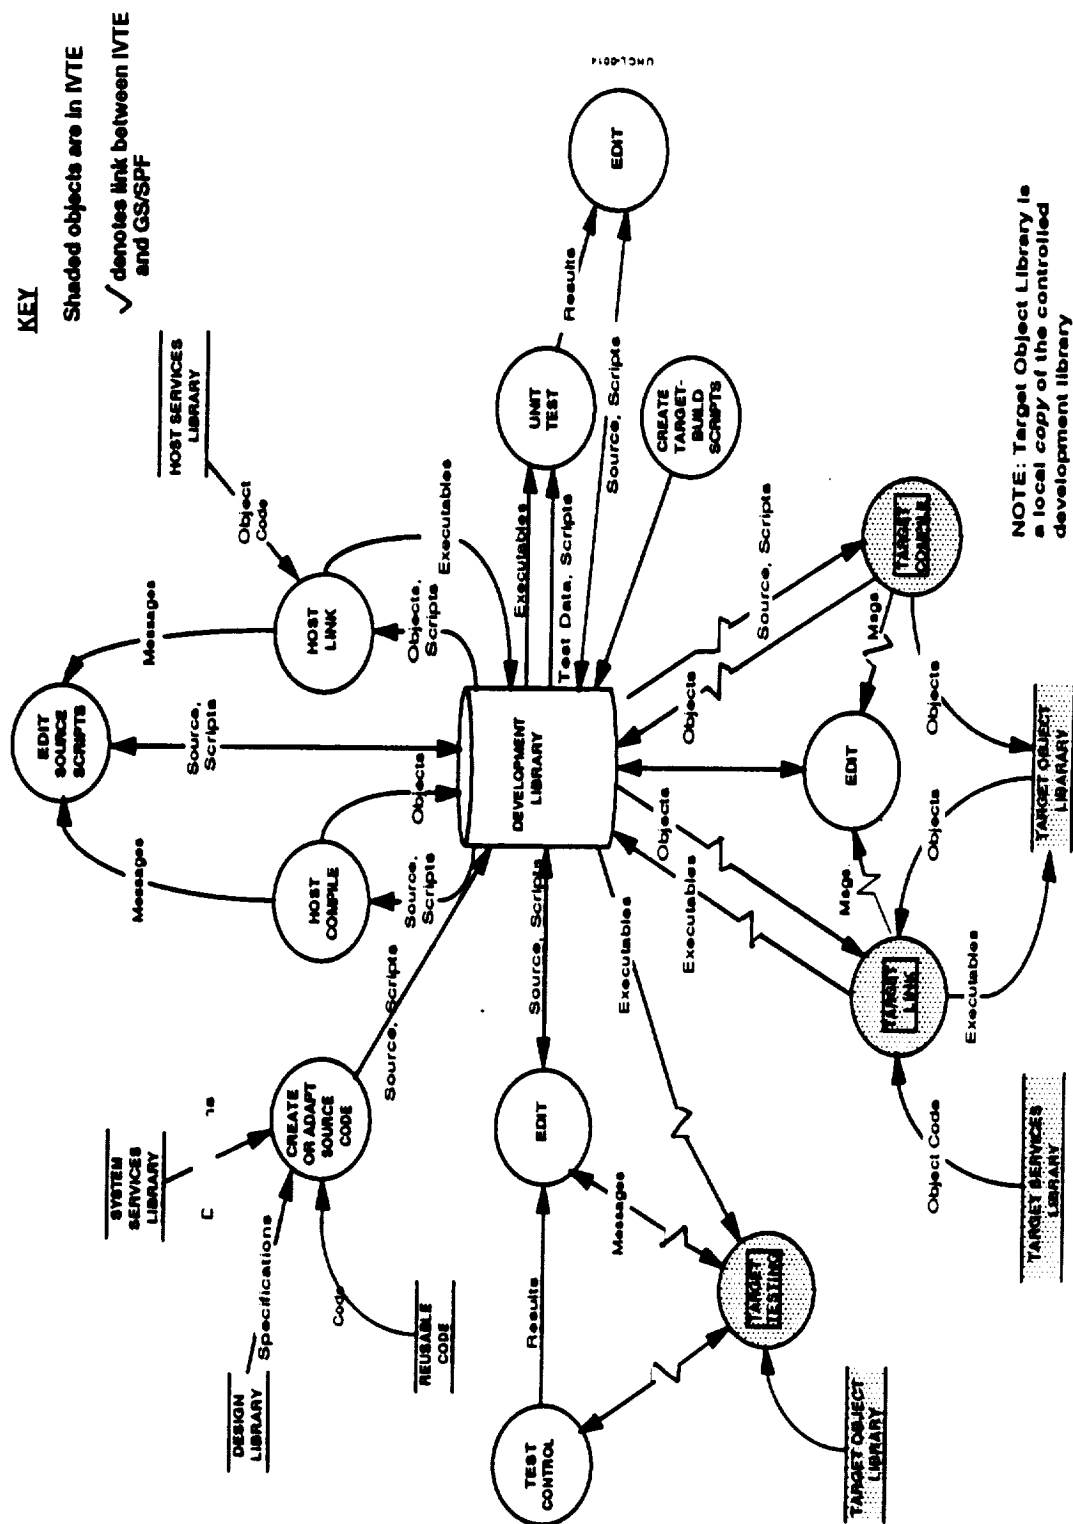 KEY
Shaded objects are in IVTE
✓ denotes link between IVTE
and GS/SPF
HOST SERVICES
LIBRARY
Object
Code
Messages
EDIT
SOURCE
SCRIPTS
HOST
LINK
Executables
Source,
Scripts
Objects,
Scripts
Messages
HOST
COMPILE
Objects
Source,
Scripts
SYSTEM
SERVICES
LIBRARY
CREATE
OR ADAPT
SOURCE
CODE
Source, Scripts
DESIGN
LIBRARY
Specifications
Code
REUSABLE
CODE
DEVELOPMENT
LIBRARY
Executables
Test Data, Scripts
UNIT
TEST
Results
EDIT
UNCL-0014
Source, Scripts
CREATE
TARGET-
BUILD
SCRIPTS
Source, Scripts
EDIT
Results
TEST
CONTROL
Messages
Executables
TARGET
TESTING
TARGET OBJECT
LIBRARY
Objects
Executables
Objects
Source, Scripts
TARGET
COMPILE
Msgs
EDIT
Msgs
Objects
Objects
TARGET
LINK
Executables
TARGET OBJECT
LIBRARY
Object Code
TARGET SERVICES
LIBRARY
NOTE: Target Object Library is
a local copy of the controlled
development library